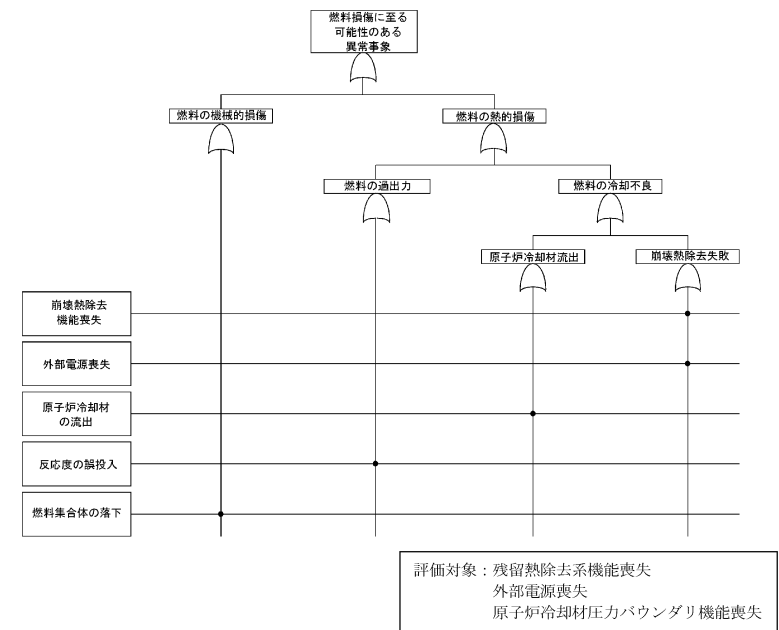 燃料損傷に至る
可能性のある
異常事象
燃料の機械的損傷
燃料の熱的損傷
燃料の過出力
燃料の冷却不良
原子炉冷却材流出
崩壊熱除去失敗
崩壊熱除去
機能喪失
外部電源喪失
原子炉冷却材
の流出
反応度の誤投入
燃料集合体の落下
評価対象：残留熱除去系機能喪失
外部電源喪失
原子炉冷却材圧力バウンダリ機能喪失